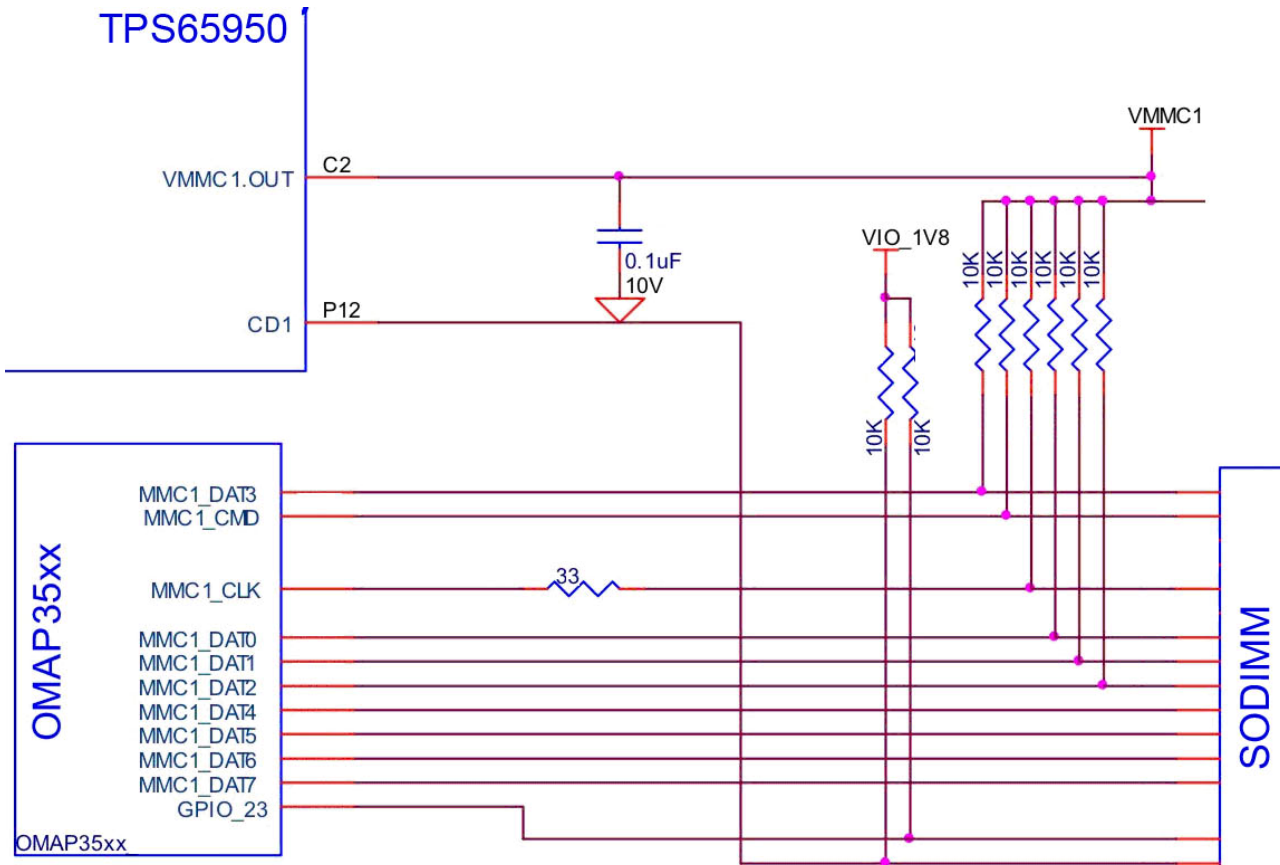 TPS65950
VMMC1
VMMC1.OUT
C2
VIO_1V8
0.1uF
10V
10K
10K
10K
10K
10K
10K
CD1
P12
10K
10K
MMC1_DAT3
MMC1_CMD
33
MMC1_CLK
MMC1_DAT0
MMC1_DAT1
MMC1_DAT2
MMC1_DAT4
MMC1_DAT5
MMC1_DAT6
MMC1_DAT7
GPIO_23
OMAP35xx
OMAP35xx_
SODIMM